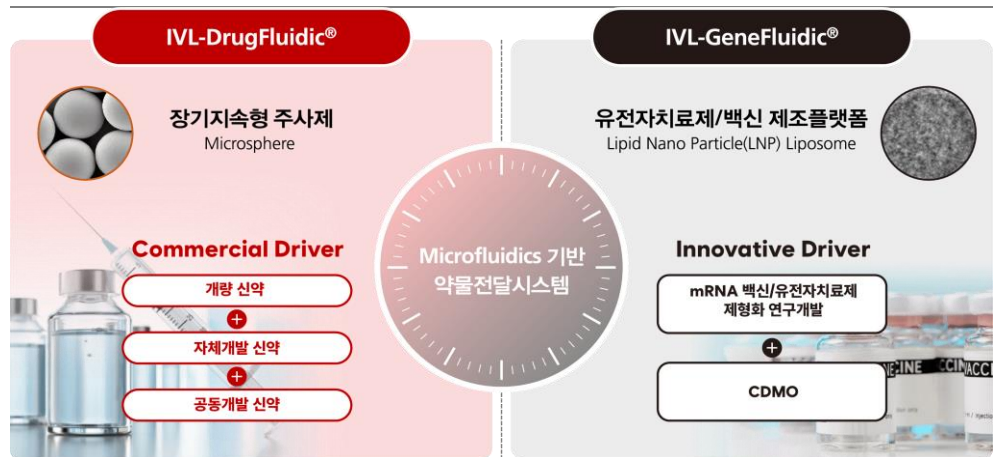 IVL-DrugFluidic®
장기지속형 주사제
Microsphere
Commercial Driver
개량 신약
+
자체개발 신약
+
공동개발 신약
Microfluidics 기반
약물전달시스템
IVL-GeneFluidic®
유전자치료제/백신 제조플랫폼
Lipid Nano Particle(LNP) Liposome
Innovative Driver
mRNA 백신/유전자치료제
제형화 연구개발
+
CDMO